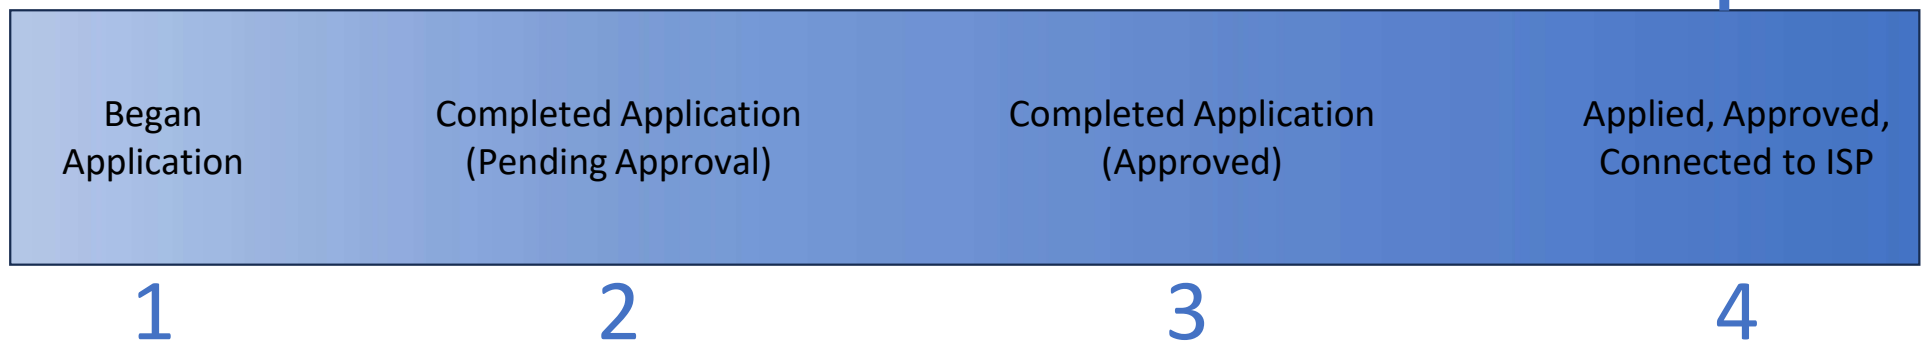 Began
Application
Completed Application
(Pending Approval)
Completed Application
(Approved)
Applied, Approved,
Connected to ISP
1
2
3
4